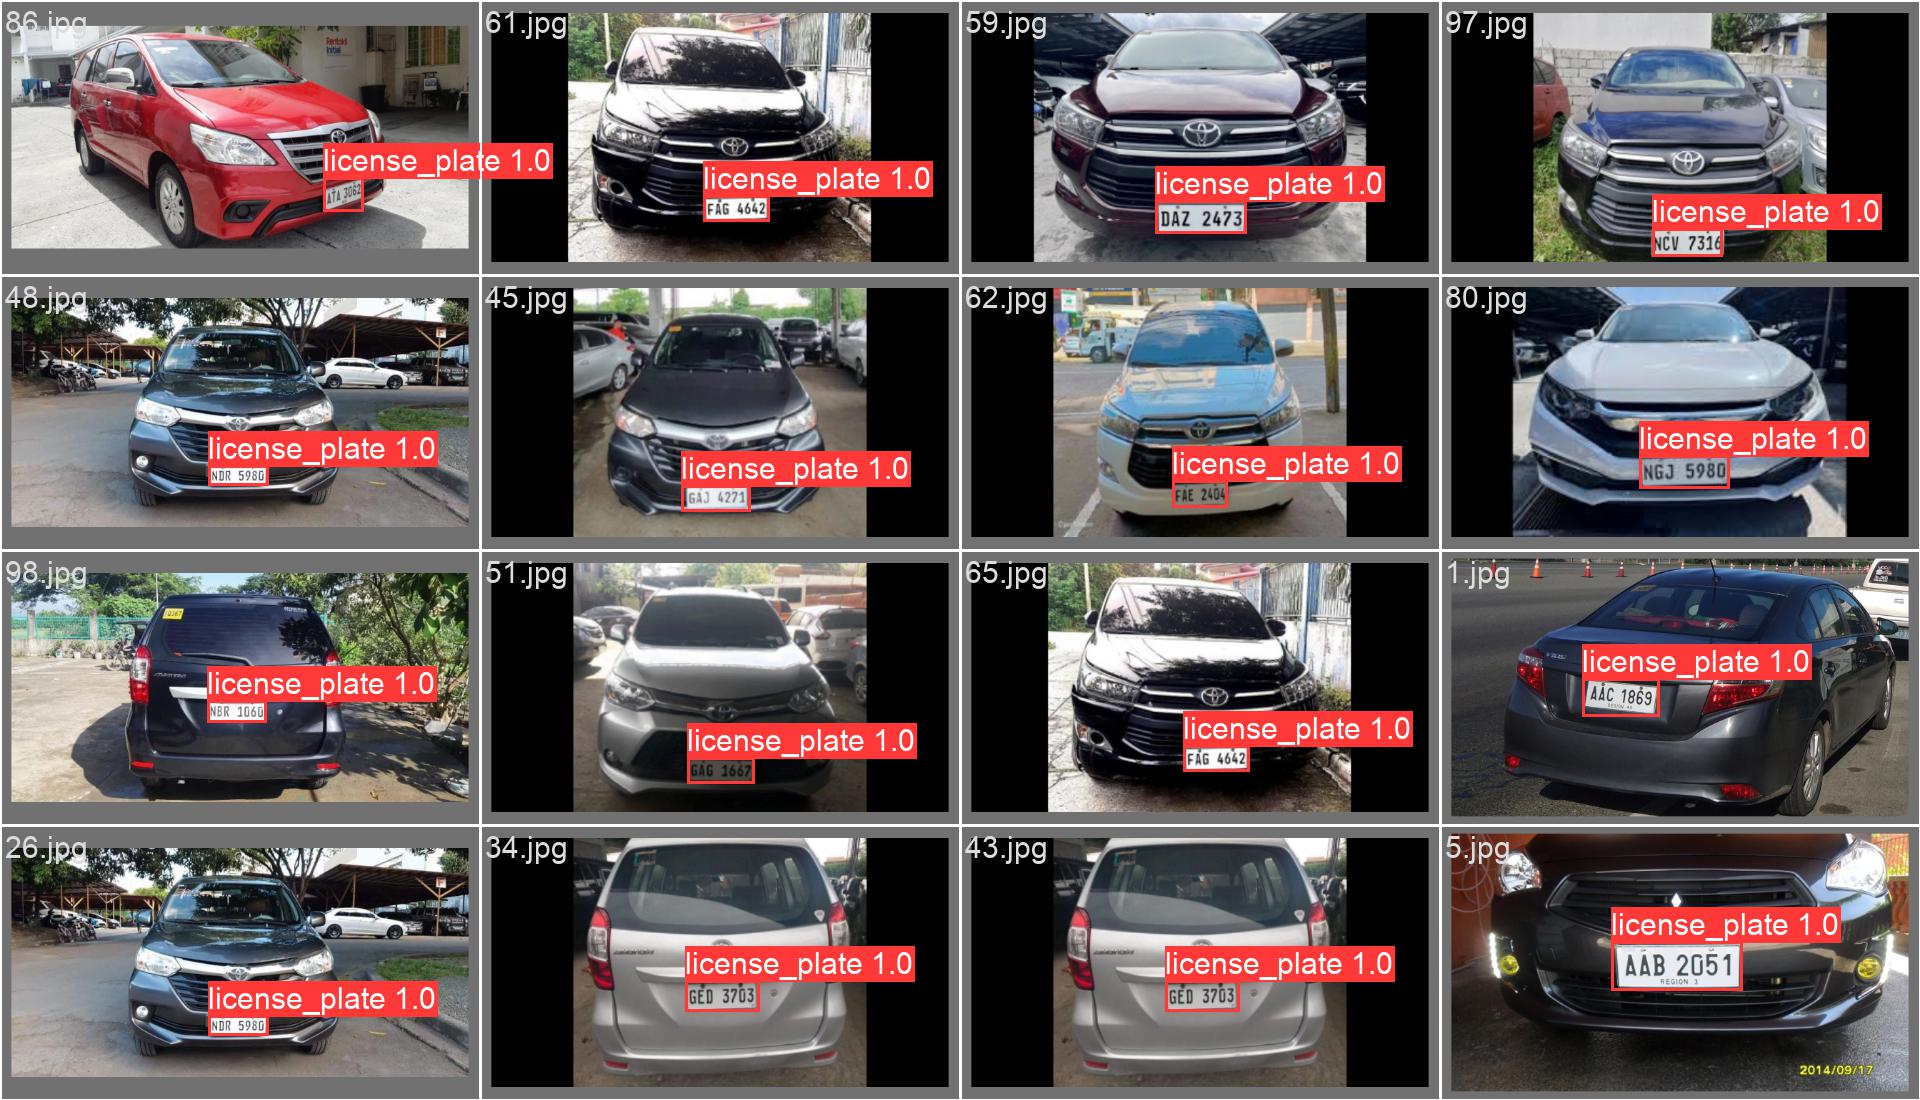 86.jpg
Rentokil
Initial
license_plate 1.0
ATA 3062
61.jpg
license_plate 1.0
FAG 4642
59.jpg
license_plate 1.0
DAZ 2473
97.jpg
license_plate 1.0
NCV 7316
48.jpg
license_plate 1.0
NDR 5980
45.jpg
license_plate 1.0
GAJ 4271
62.jpg
license_plate 1.0
FAE 2404
80.jpg
license_plate 1.0
NGJ 5980
98.jpg
license_plate 1.0
NBR 1060
51.jpg
license_plate 1.0
GAG 1667
65.jpg
license_plate 1.0
FAG 4642
1.jpg
license_plate 1.0
AAC 1869
26.jpg
license_plate 1.0
NDR 5980
34.jpg
license_plate 1.0
GED 3703
43.jpg
license_plate 1.0
GED 3703
5.jpg
license_plate 1.0
AAB 2051
REGION 3
2014/09/17